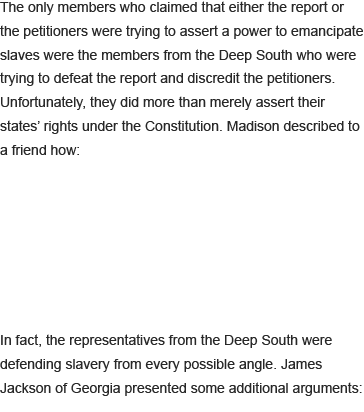 The only members who claimed that either the report or
the petitioners were trying to assert a power to emancipate
slaves were the members from the Deep South who were
trying to defeat the report and discredit the petitioners.
Unfortunately, they did more than merely assert their
states’ rights under the Constitution. Madison described to
a friend how:
In fact, the representatives from the Deep South were
defending slavery from every possible angle. James
Jackson of Georgia presented some additional arguments: